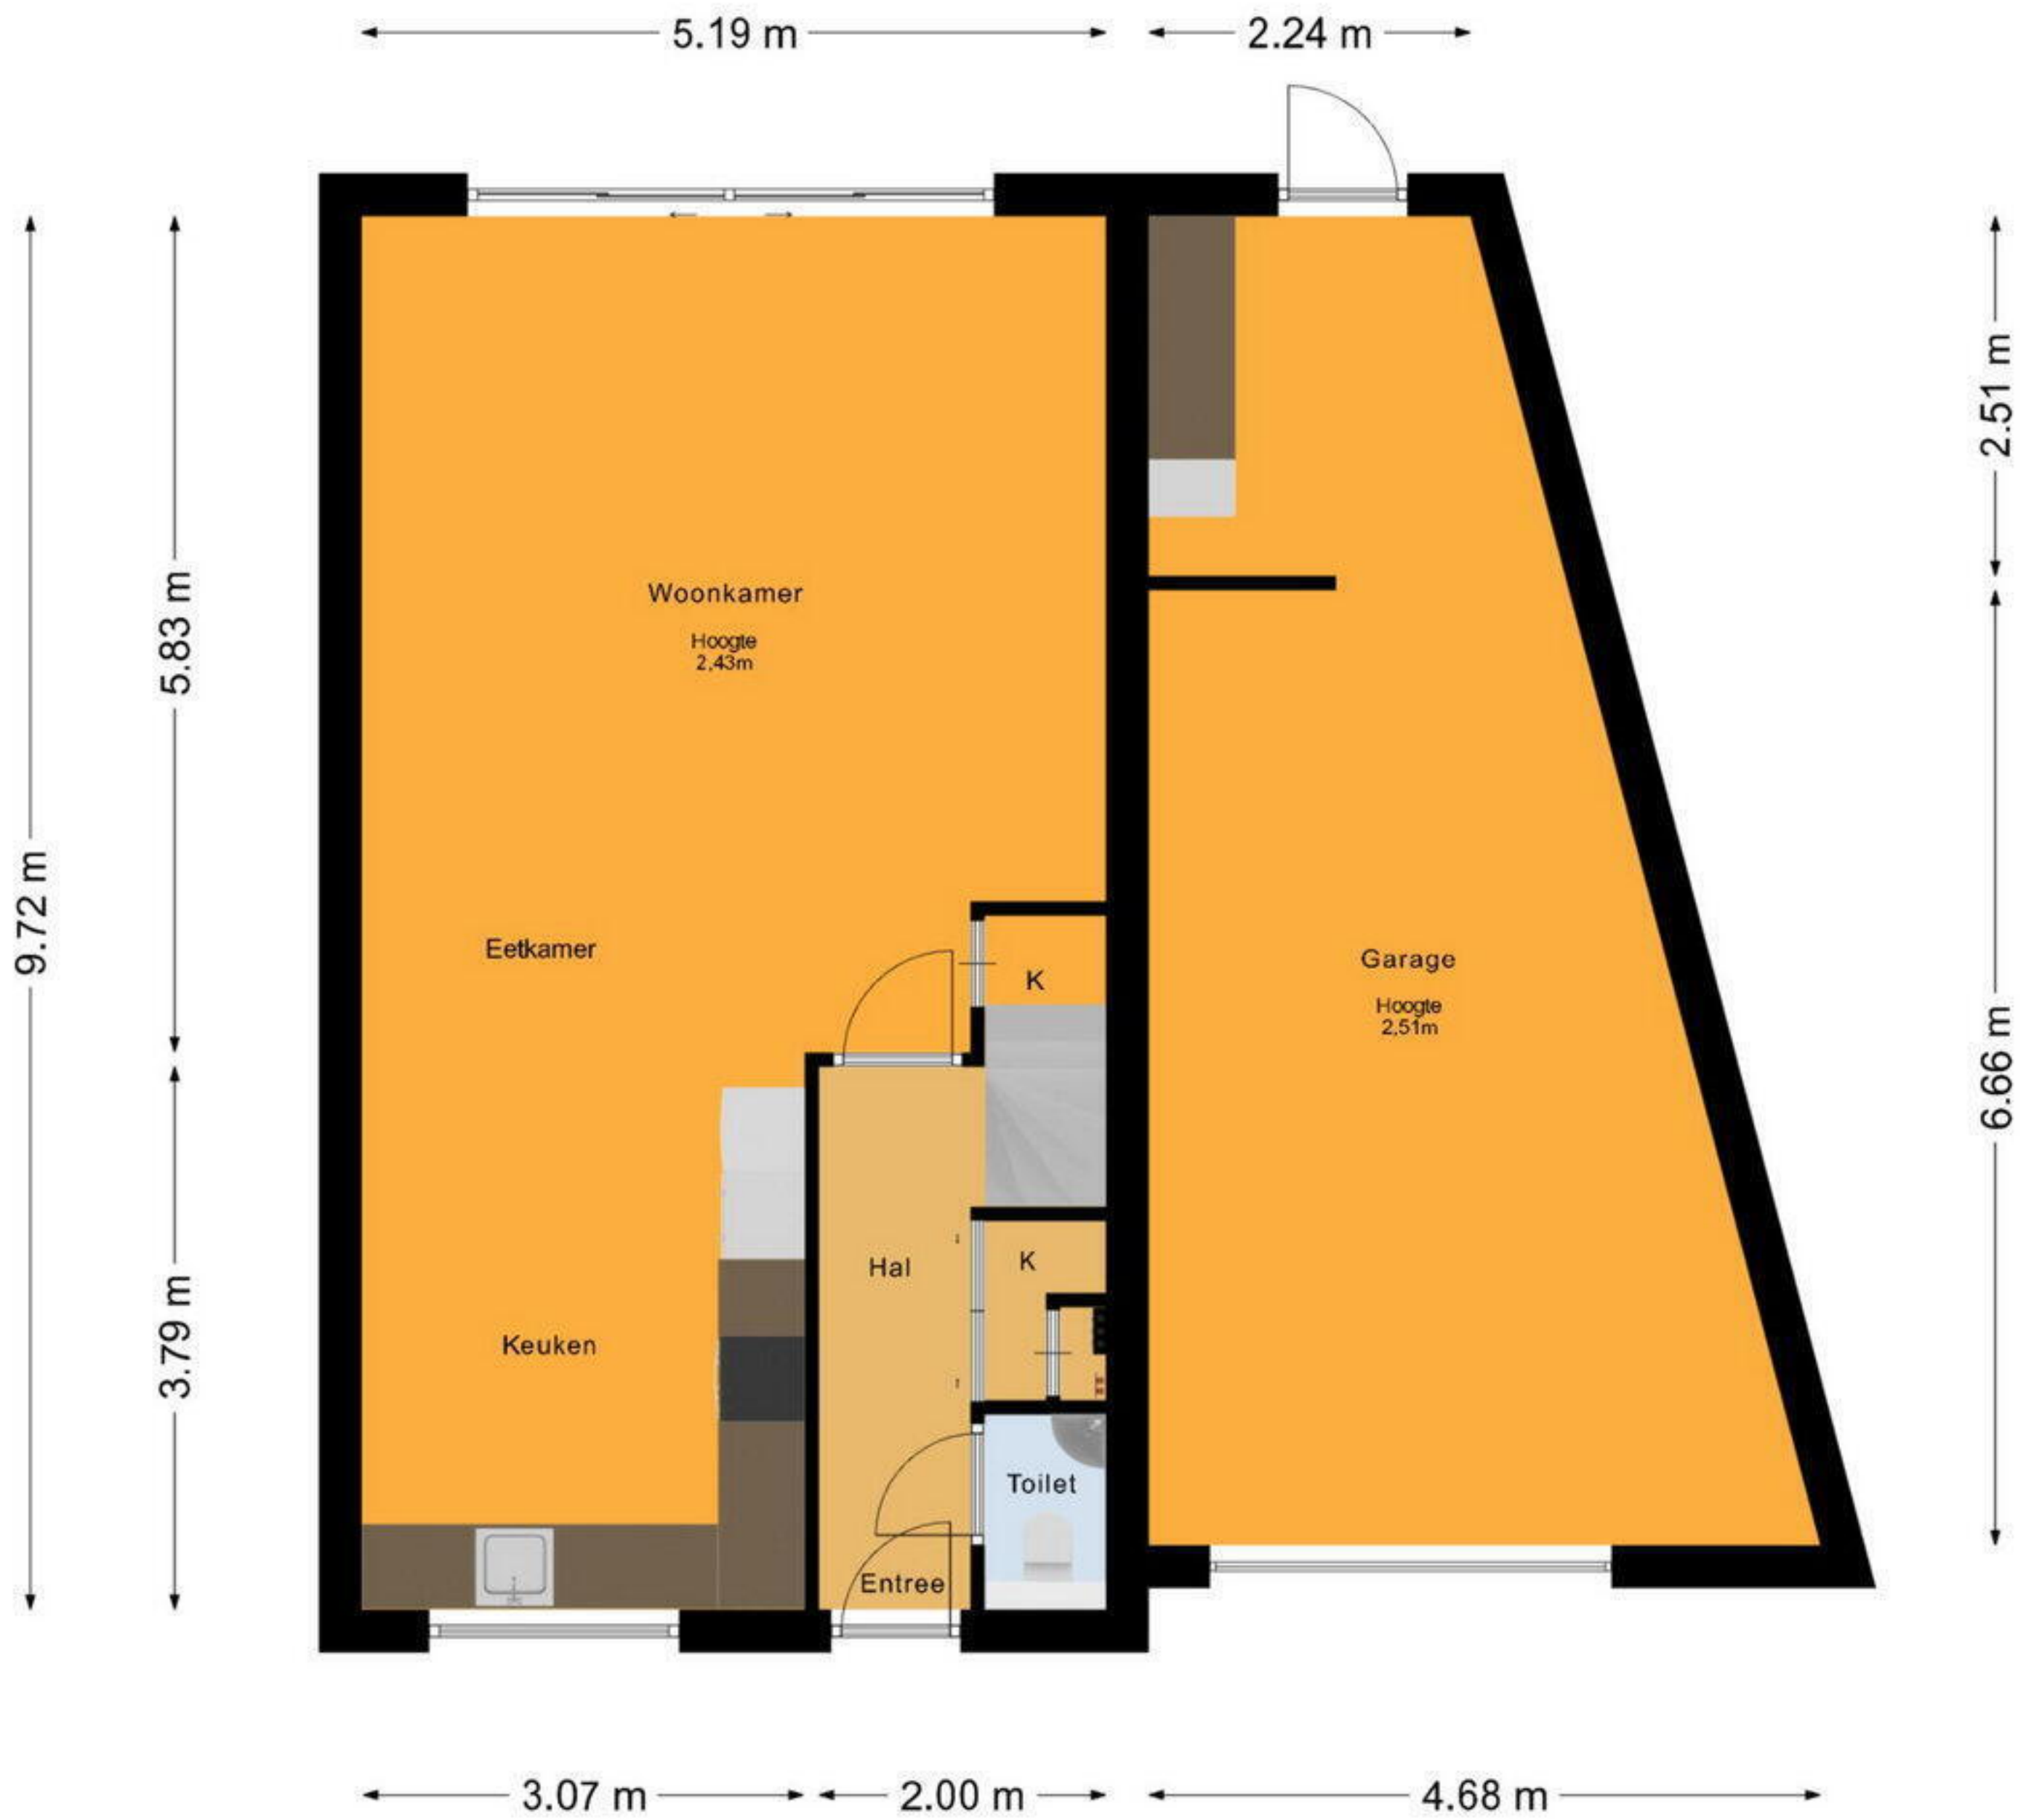 5.19 m
2.24 m
9.72 m
5.83 m
3.79 m
2.51 m
6.66 m
Woonkamer
Hoogte
2,43m
Eetkamer
K
Garage
Hoogte
2,51m
Hal
K
Keuken
Toilet
Entree
3.07 m
2.00 m
4.68 m